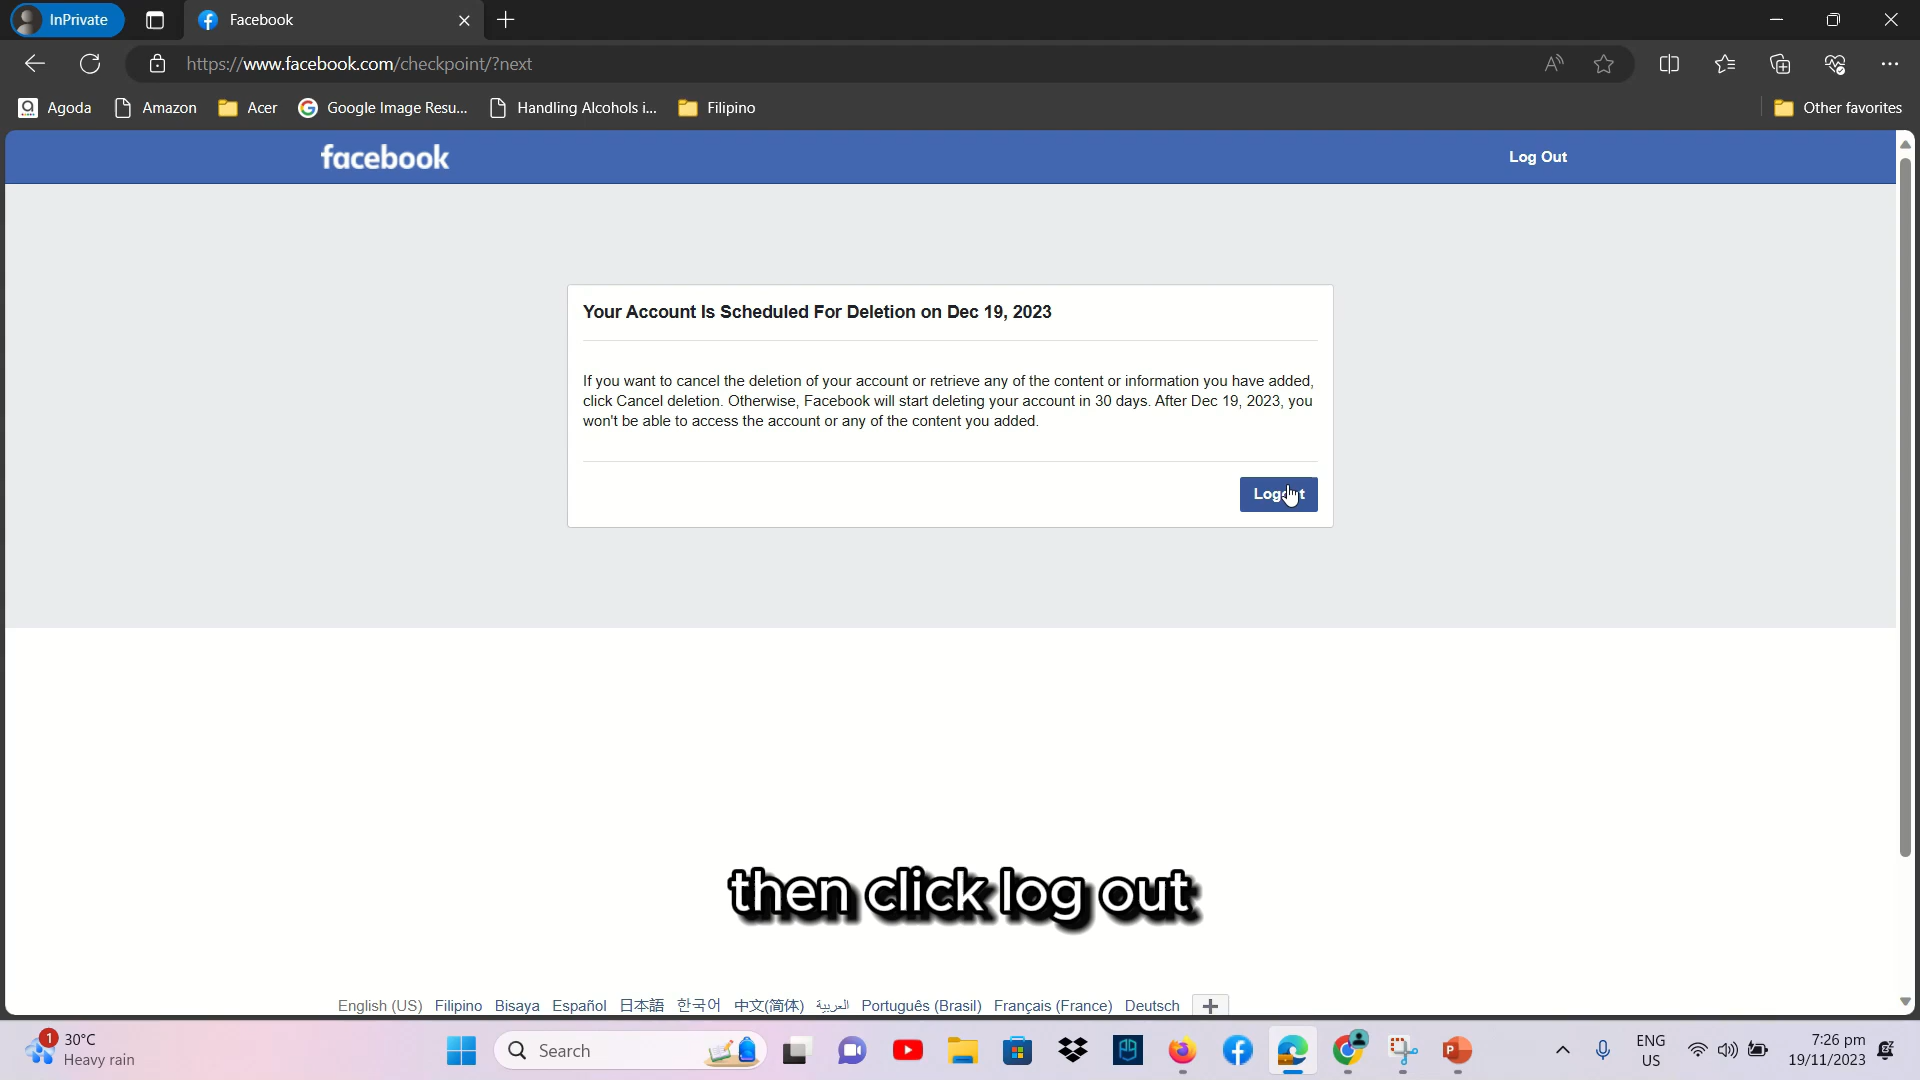 InPrivate
Facebook
https://www.facebook.com/checkpoint/?next
Agoda
Amazon
Acer
Google Image Resu...
Handling Alcohols i...
Filipino
Other favorites
facebook
Log Out
Your Account Is Scheduled For Deletion on Dec 19, 2023
If you want to cancel the deletion of your account or retrieve any of the content or information you have added,
click Cancel deletion. Otherwise, Facebook will start deleting your account in 30 days. After Dec 19, 2023, you
won't be able to access the account or any of the content you added.
then click log out
English (US) Filipino Bisaya Español 日本語 한국어 中文(简体) العربية Português (Brasil) Français (France) Deutsch
1
30°C
Heavy rain
Search
ENG
US
7:26 pm
19/11/2023